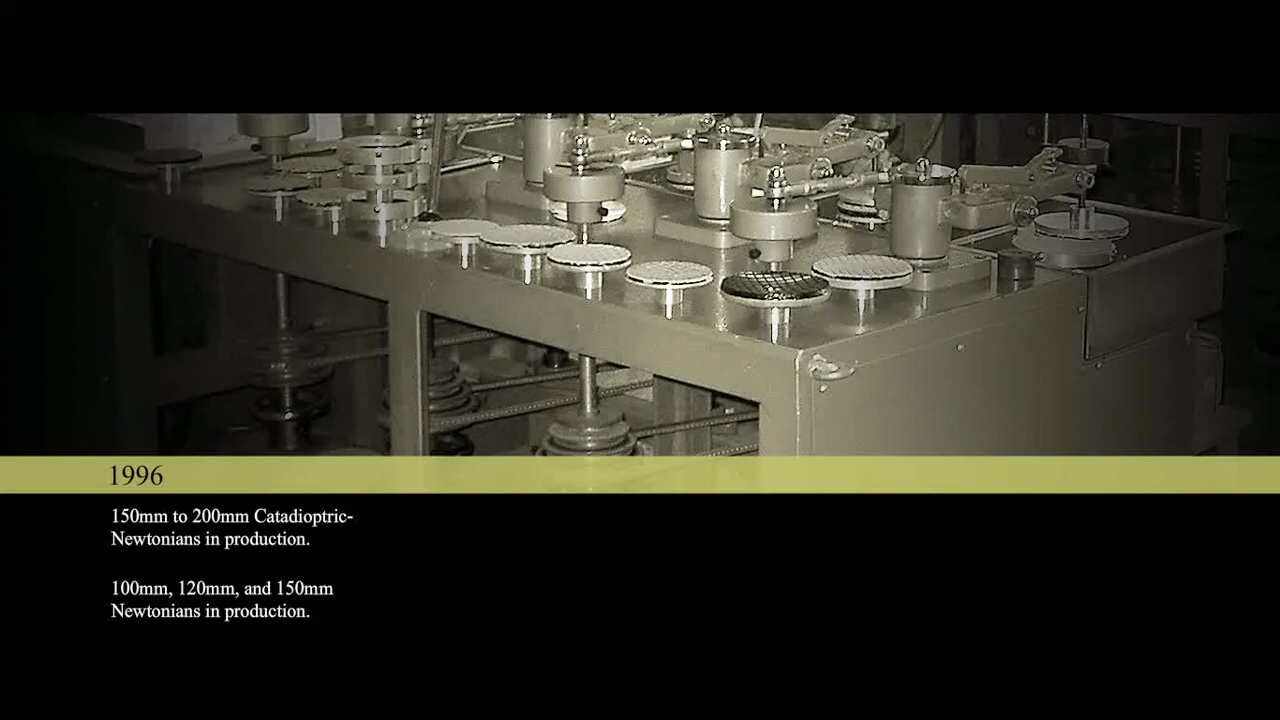 1996
150mm to 200mm Catadioptric-
Newtonians in production.
100mm, 120mm, and 150mm
Newtonians in production.